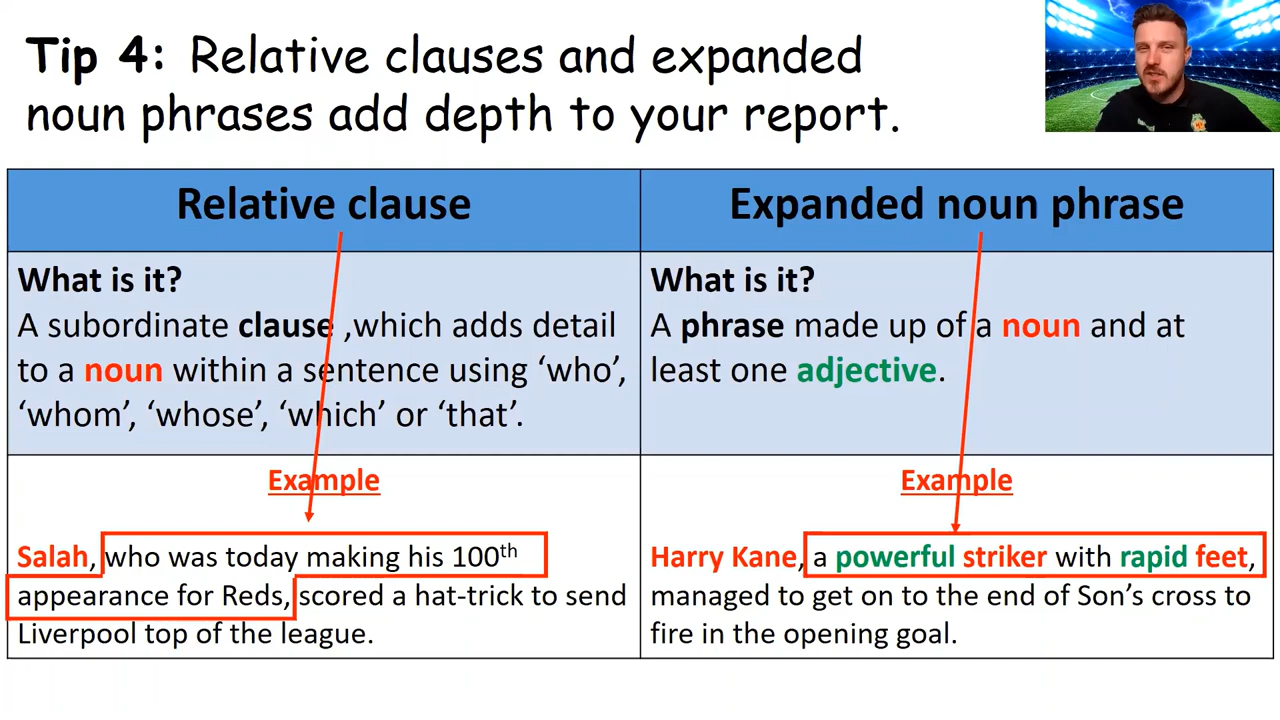 Tip 4: Relative clauses and expanded
noun phrases add depth to your report.
Relative clause
Expanded noun phrase
What is it?
A subordinate clause ,which adds detail
to a noun within a sentence using ‘who’,
‘whom’, ‘whose’, ‘which’ or ‘that’.
What is it?
A phrase made up of a noun and at
least one adjective.
Example
Salah, who was today making his 100th
appearance for Reds, scored a hat-trick to send
Liverpool top of the league.
Example
Harry Kane, a powerful striker with rapid feet,
managed to get on to the end of Son’s cross to
fire in the opening goal.